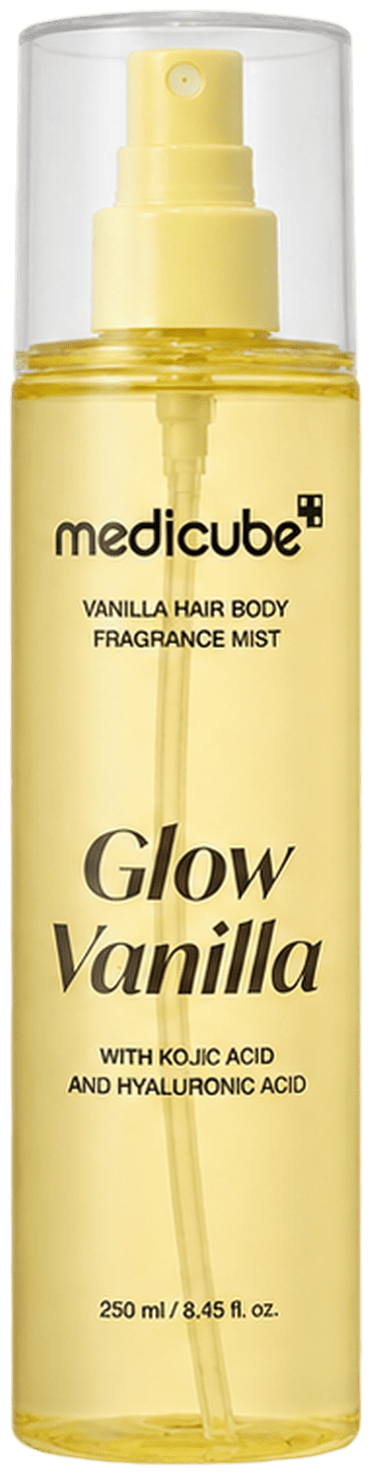 medicube
VANILLA HAIR BODY
FRAGRANCE MIST
Glow
Vanilla
WITH KOJIC ACID
AND HYALURONIC ACID
250 ml / 8.45 fl. oz.